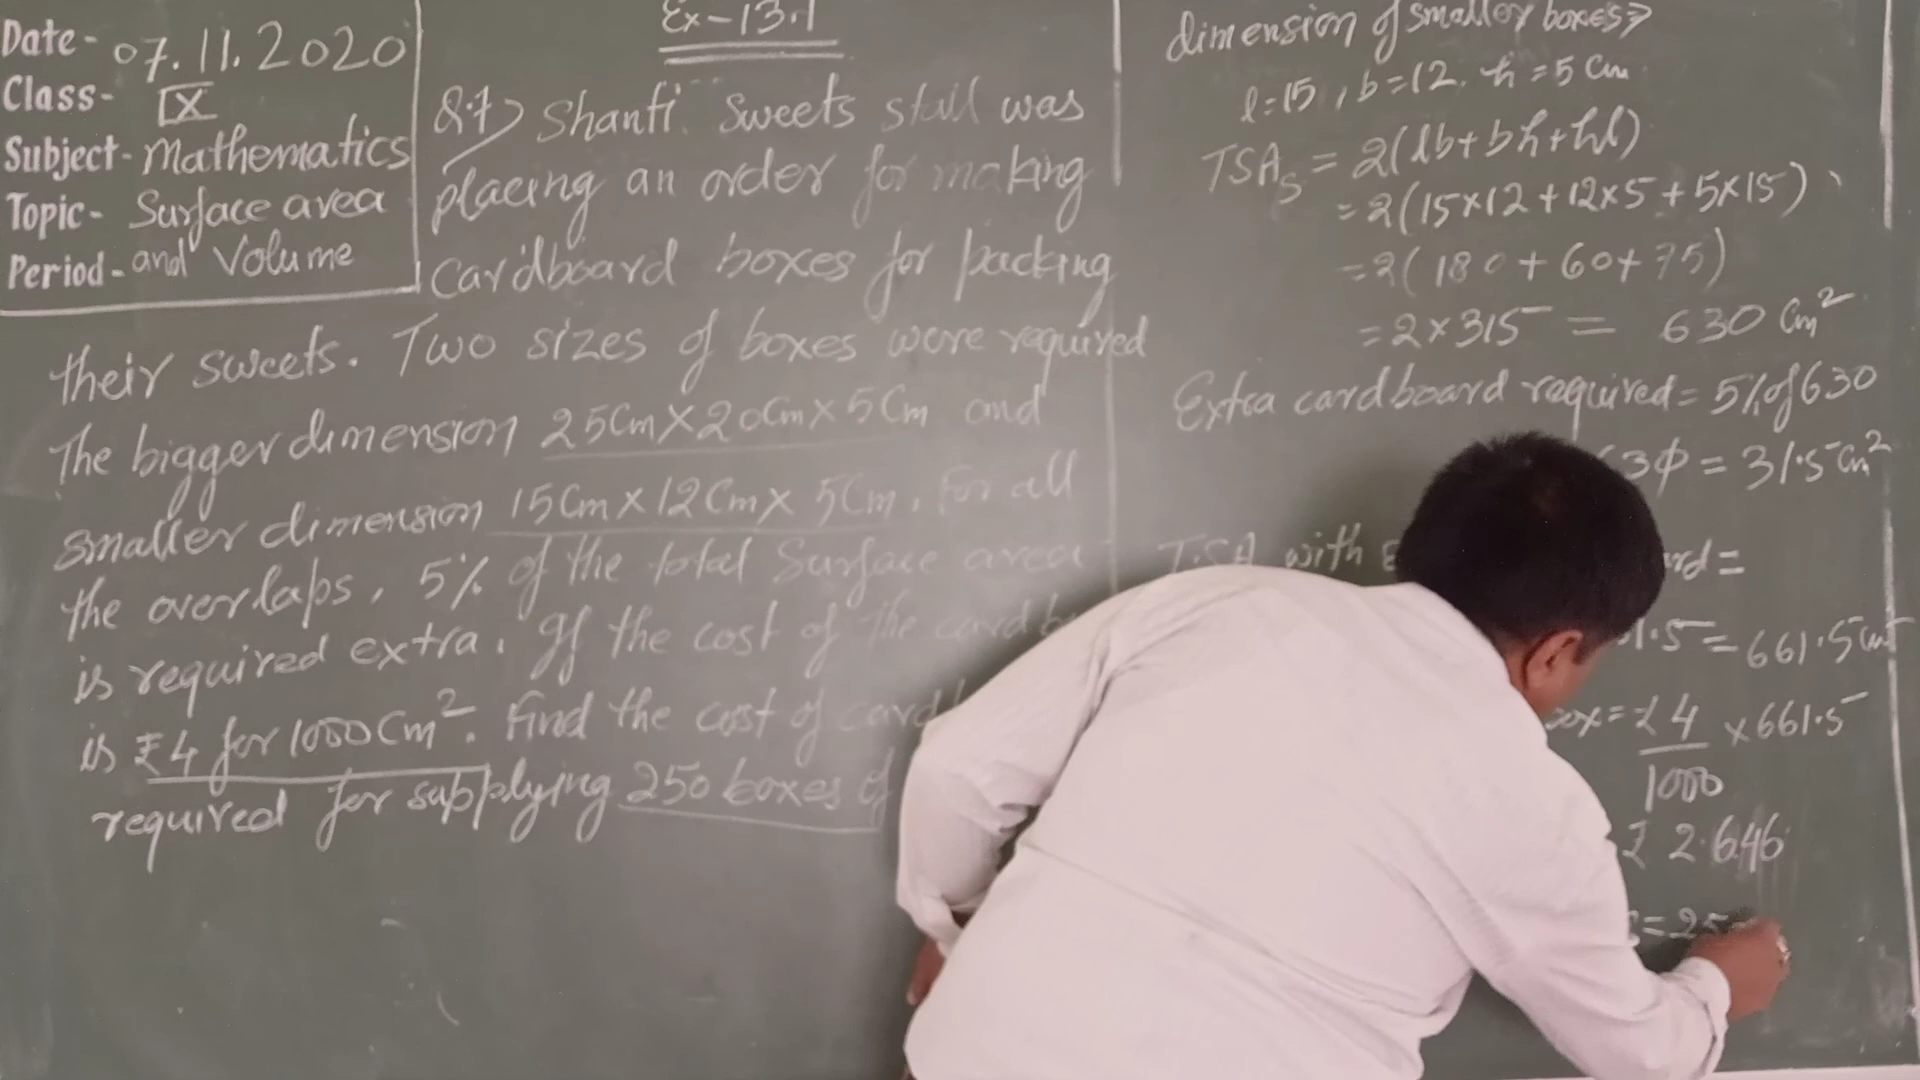 Date- 07.11.2020
Class- IX
Subject- Mathematics
Topic- Surface area
Period- and Volume
Ex-13.1
Q.7> Shanti Sweets stall was
placing an order for making
Cardboard boxes for packing
their sweets. Two sizes of boxes were required
The bigger dimension 25Cm×20Cm×5Cm and
smaller dimension 15Cm×12Cm×5Cm. For all
the overlaps, 5% of the total Surface area
is required extra. If the cost of the
is ₹4 for 1000Cm². Find the cost of
required for supplying 250 boxes of
dimension of smaller boxes⇒
l=15, b=12, h=5 Cm
TSAs = 2(lb+bh+hl)
=2(15×12+12×5+5×15)
=2(180+60+75)
=2×315 = 630 Cm²
Extra cardboard required = 5% of 630
= 31.5 Cm²
T.S.A with
=
= 661.5
= ₹4/1000 ×661.5
₹ 2.646